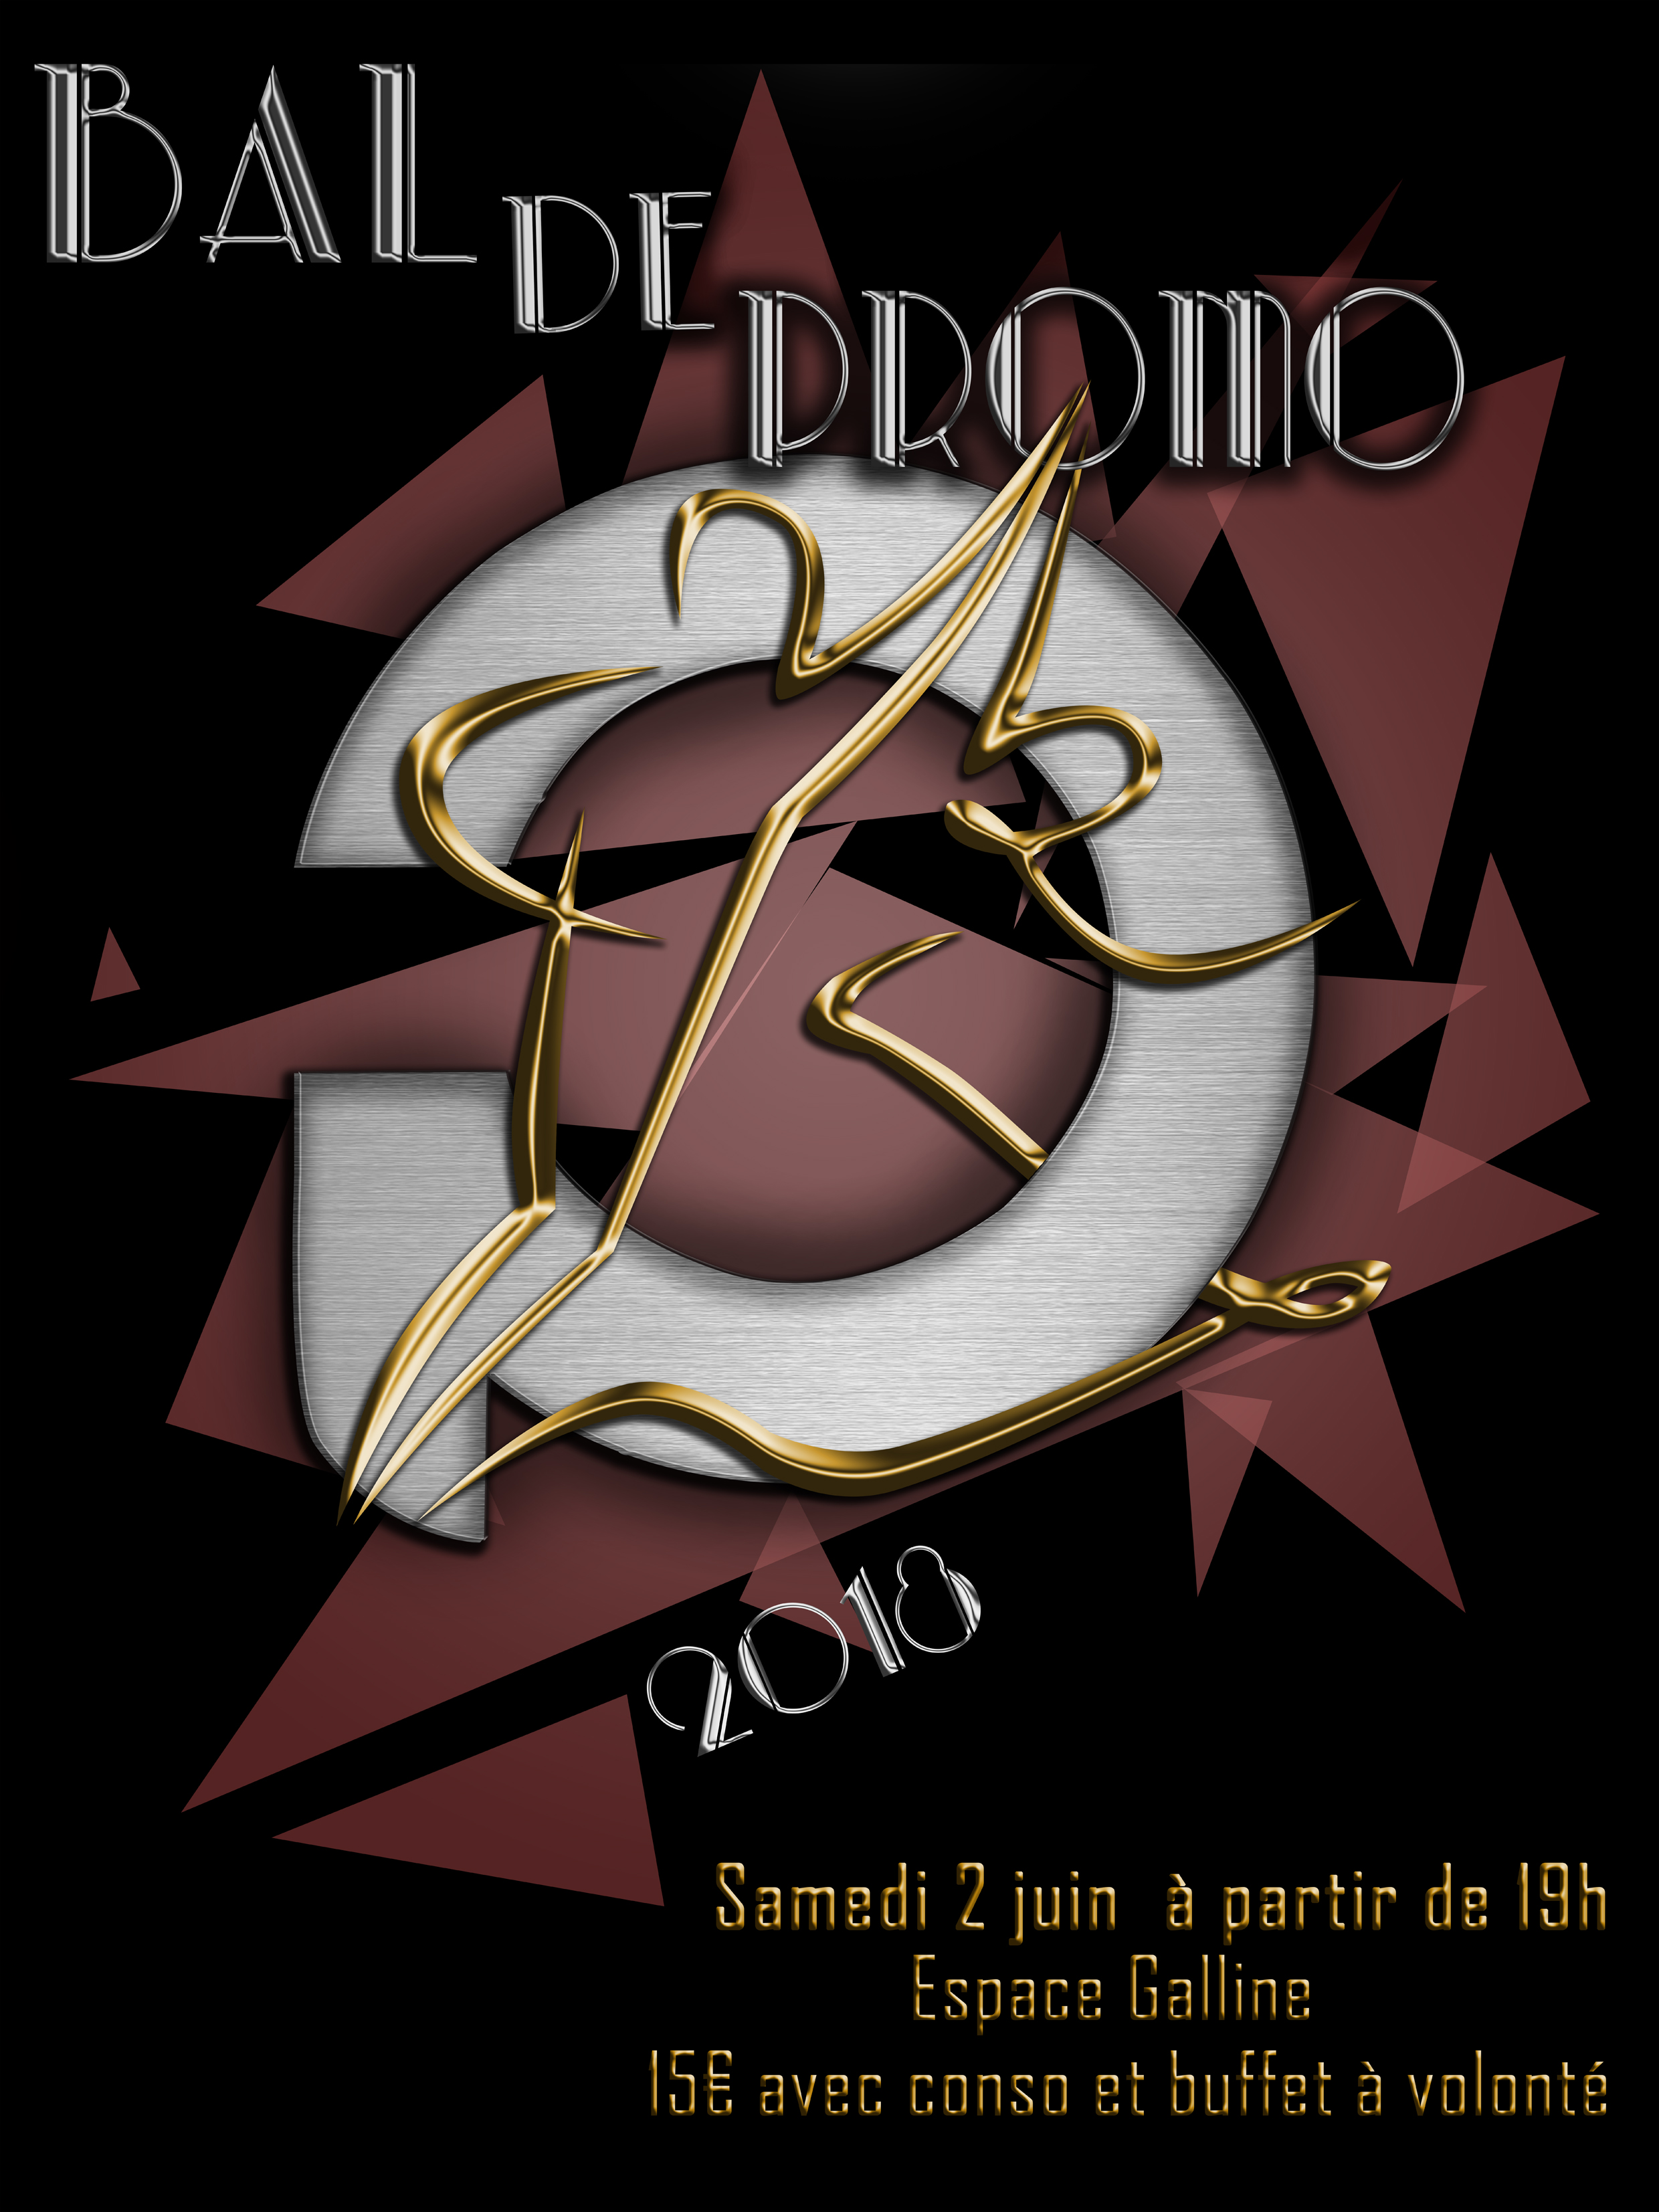 BAL DE PROMO
2018
Samedi 2 juin à partir de 19h
Espace Galline
15€ avec conso et buffet à volonté